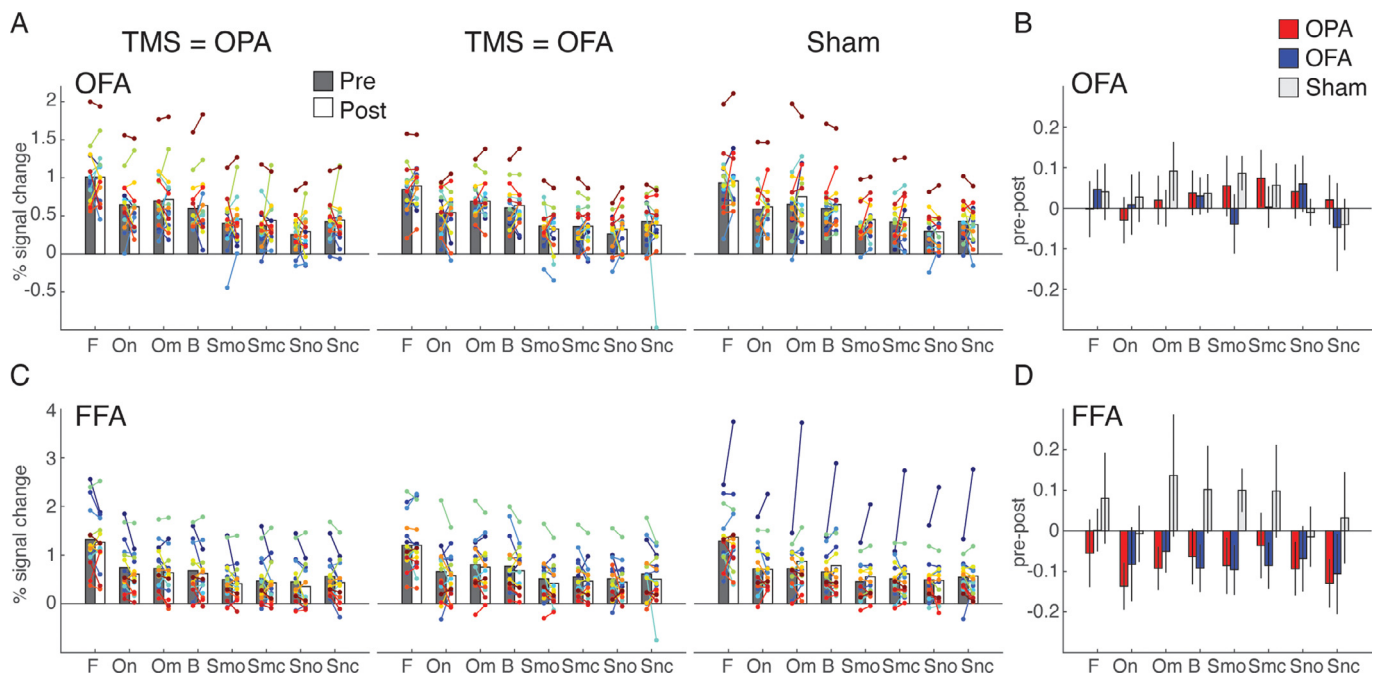 A
TMS = OPA
TMS = OFA
Sham
B
OPA
OFA
Sham
OFA
Pre
Post
OFA
% signal change
2
1.5
1
0.5
0
-0.5
F On Om B Smo Smc Sno Snc
F On Om B Smo Smc Sno Snc
F On Om B Smo Smc Sno Snc
pre-post
0.2
0.1
0
-0.1
-0.2
F On Om B Smo Smc Sno Snc
C
FFA
% signal change
4
3
2
1
0
F On Om B Smo Smc Sno Snc
F On Om B Smo Smc Sno Snc
F On Om B Smo Smc Sno Snc
D
FFA
pre-post
0.2
0.1
0
-0.1
-0.2
F On Om B Smo Smc Sno Snc